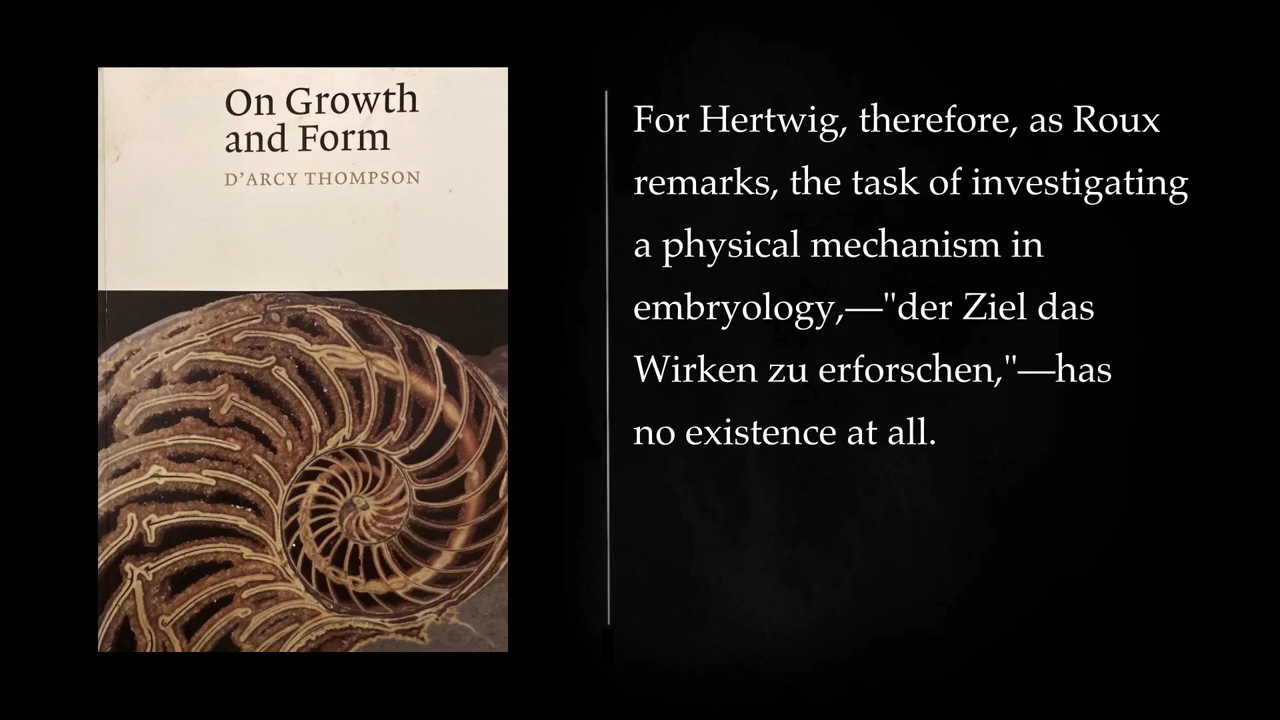 On Growth
and Form
D'ARCY THOMPSON
For Hertwig, therefore, as Roux
remarks, the task of investigating
a physical mechanism in
embryology,—"der Ziel das
Wirken zu erforschen,"—has
no existence at all.